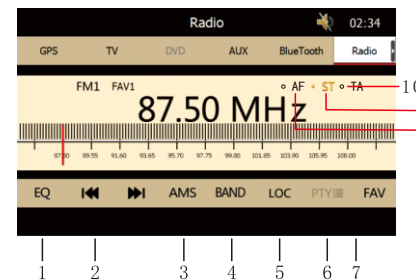 Radio 02:34
GPS TV DVD AUX BlueTooth Radio
FM1 FAV1 AF ST TA 10
87.50 MHz
87.50 89.55 91.60 93.65 95.70 97.75 99.80 101.85 103.90 105.95 108.00
EQ AMS BAND LOC PTY FAV
1 2 3 4 5 6 7